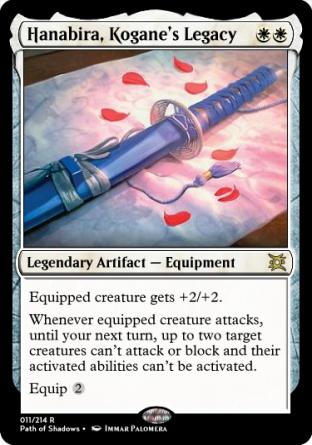 Hanabira, Kogane's Legacy
Legendary Artifact — Equipment
Equipped creature gets +2/+2.
Whenever equipped creature attacks,
until your next turn, up to two target
creatures can't attack or block and their
activated abilities can't be activated.
Equip 2
011/214 R
Path of Shadows • Immar Palomera